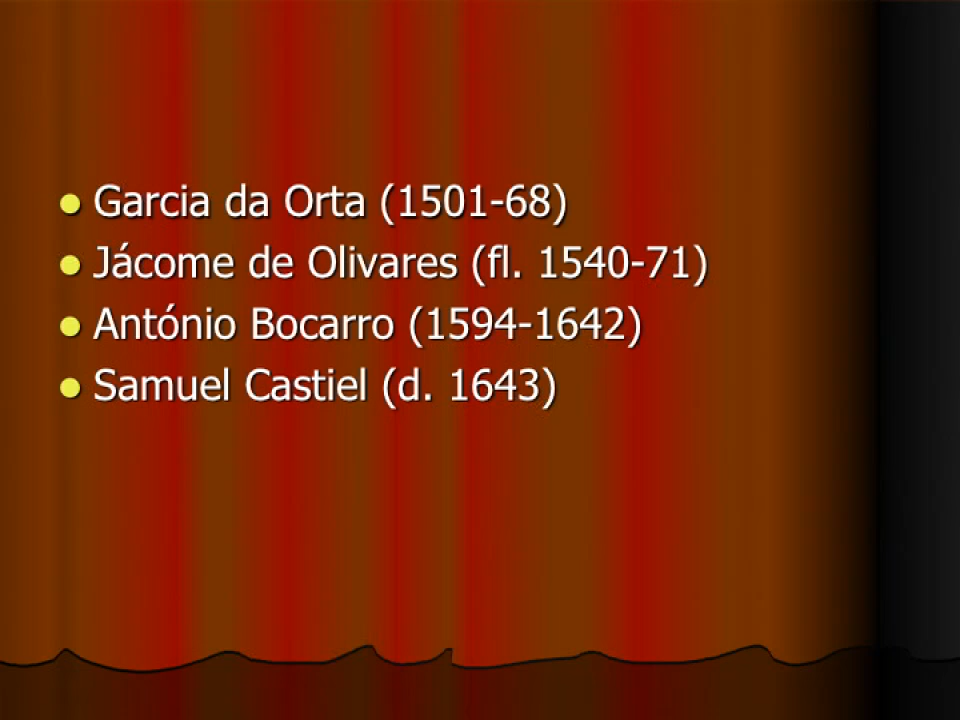 Garcia da Orta (1501-68)
Jácome de Olivares (fl. 1540-71)
António Bocarro (1594-1642)
Samuel Castiel (d. 1643)